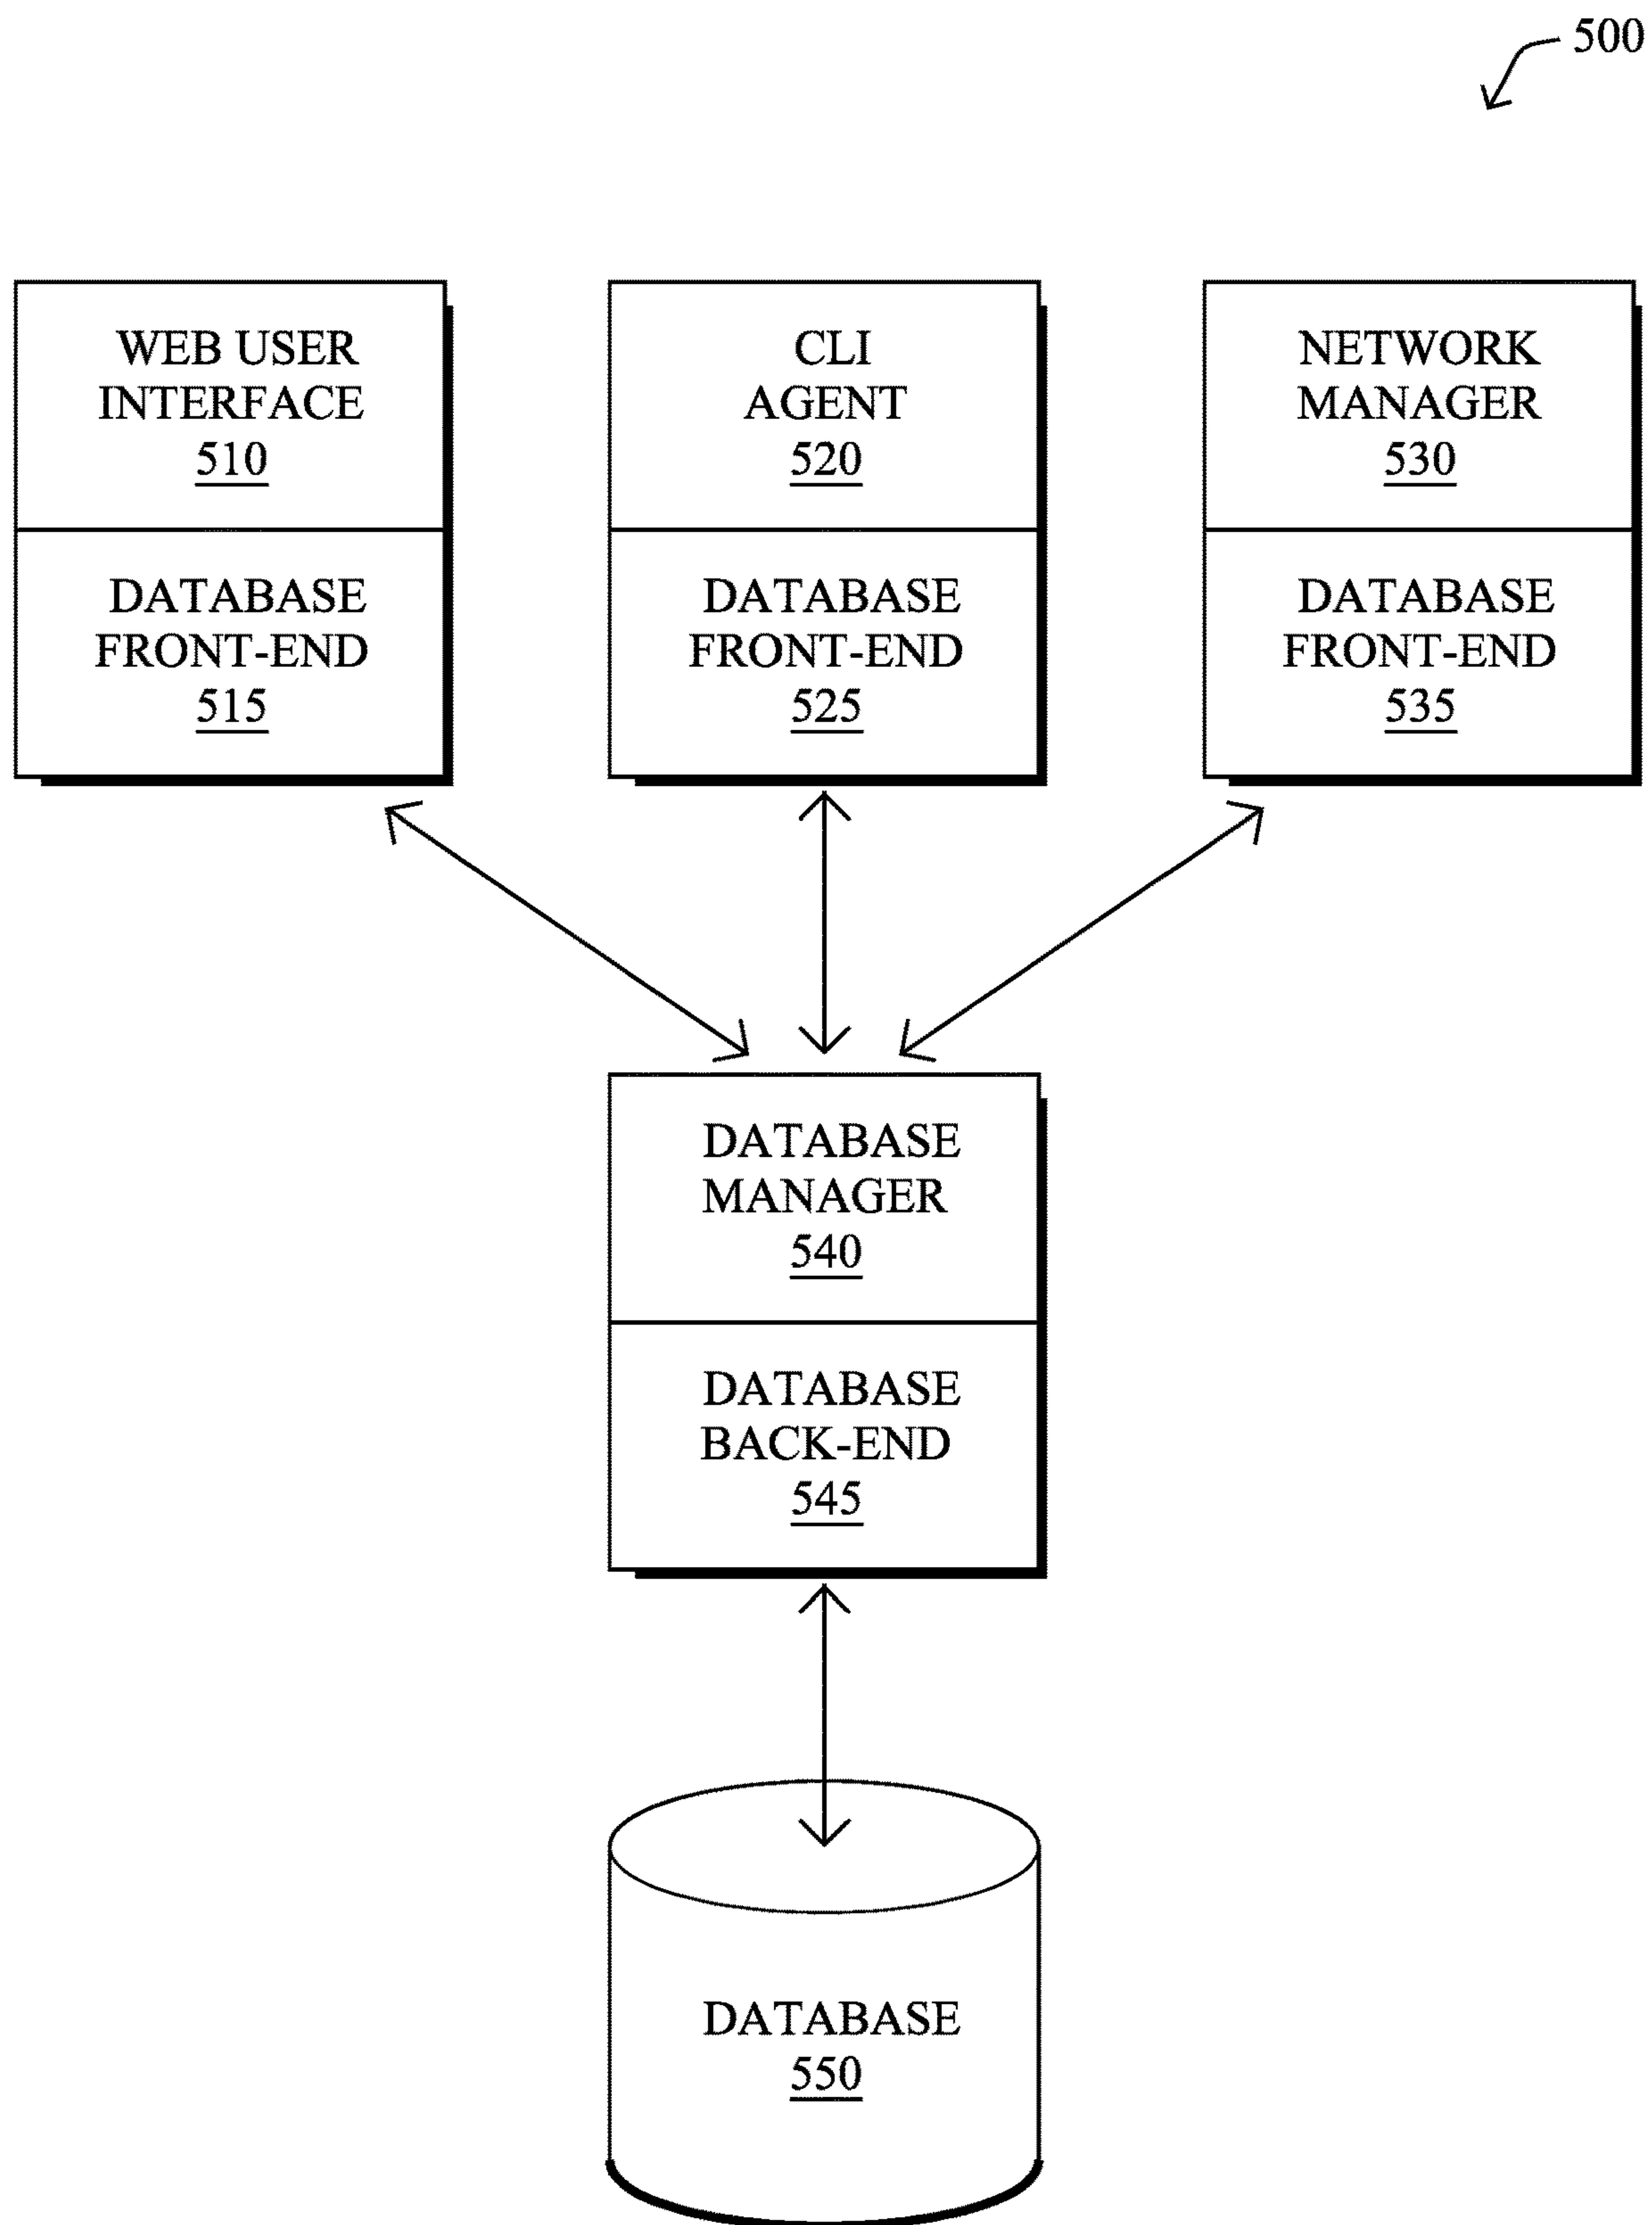 500
WEB USER
INTERFACE
510
DATABASE
FRONT-END
515
CLI
AGENT
520
DATABASE
FRONT-END
525
NETWORK
MANAGER
530
DATABASE
FRONT-END
535
DATABASE
MANAGER
540
DATABASE
BACK-END
545
DATABASE
550